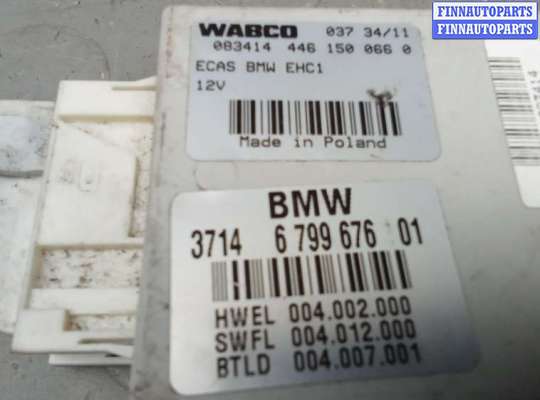 FINNAUTOPARTS
FINNAUTOPARTS
WABCO 037 34/11
083414 446 150 066 0
ECAS BMW EHC1
12V
Made in Poland
BMW
3714 6 799 676 01
HWEL 004.002.000
SWFL 004.012.000
BTLD 004.007.001